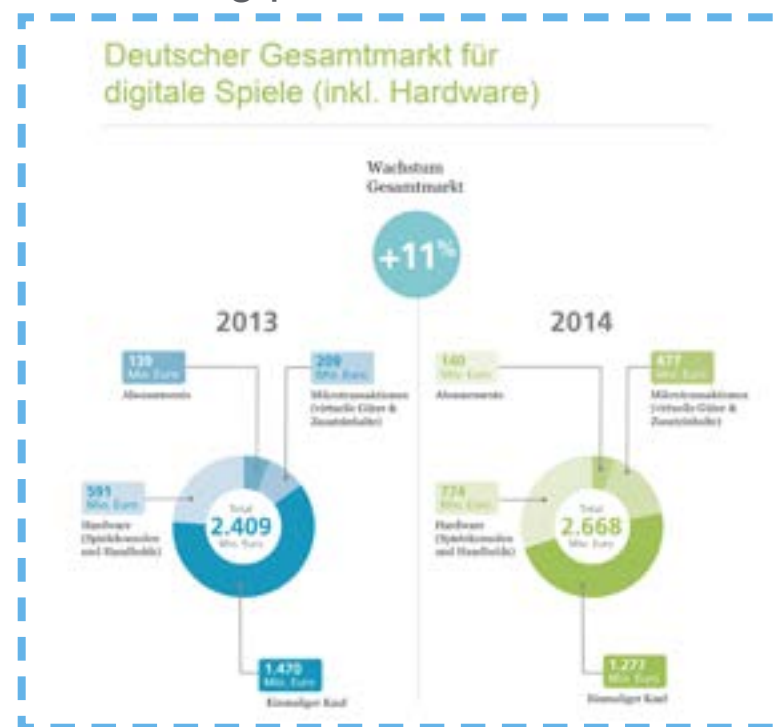 Deutscher Gesamtmarkt für
digitale Spiele (inkl. Hardware)
Wachstum
Gesamtmarkt
+11%
2013
139
Mio. Euro
Abonnements
209
Mio. Euro
Mikrotransaktionen
(virtuelle Güter &
Zusatzinhalte)
591
Mio. Euro
Hardware
(Spielekonsolen
und Handhelds)
Total
2.409
Mio. Euro
1.470
Mio. Euro
Einmaliger Kauf
2014
140
Mio. Euro
Abonnements
477
Mio. Euro
Mikrotransaktionen
(virtuelle Güter &
Zusatzinhalte)
774
Mio. Euro
Hardware
(Spielekonsolen
und Handhelds)
Total
2.668
Mio. Euro
1.277
Mio. Euro
Einmaliger Kauf